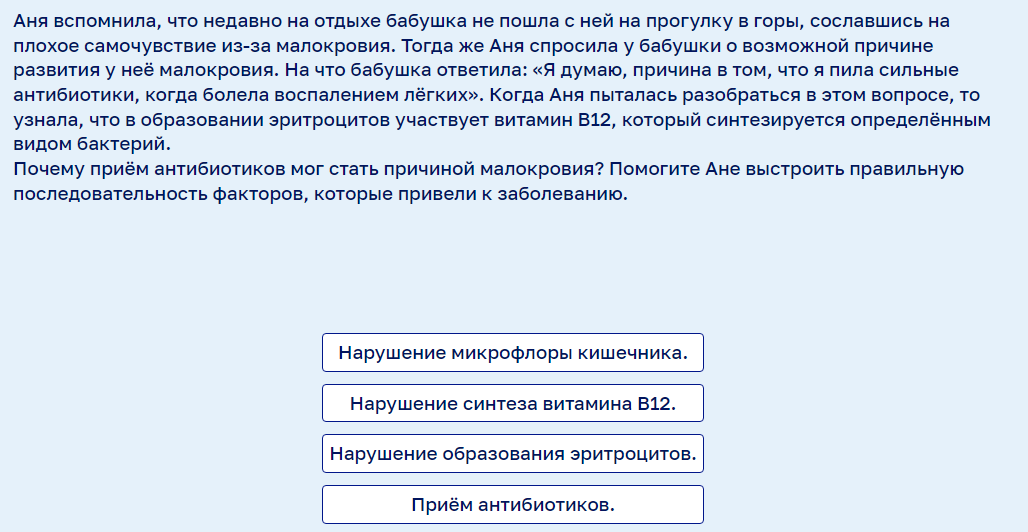 Аня вспомнила, что недавно на отдыхе бабушка не пошла с ней на прогулку в горы, сославшись на
плохое самочувствие из-за малокровия. Тогда же Аня спросила у бабушки о возможной причине
развития у неё малокровия. На что бабушка ответила: «Я думаю, причина в том, что я пила сильные
антибиотики, когда болела воспалением лёгких». Когда Аня пыталась разобраться в этом вопросе, то
узнала, что в образовании эритроцитов участвует витамин В12, который синтезируется определённым
видом бактерий.
Почему приём антибиотиков мог стать причиной малокровия? Помогите Ане выстроить правильную
последовательность факторов, которые привели к заболеванию.
Нарушение микрофлоры кишечника.
Нарушение синтеза витамина В12.
Нарушение образования эритроцитов.
Приём антибиотиков.